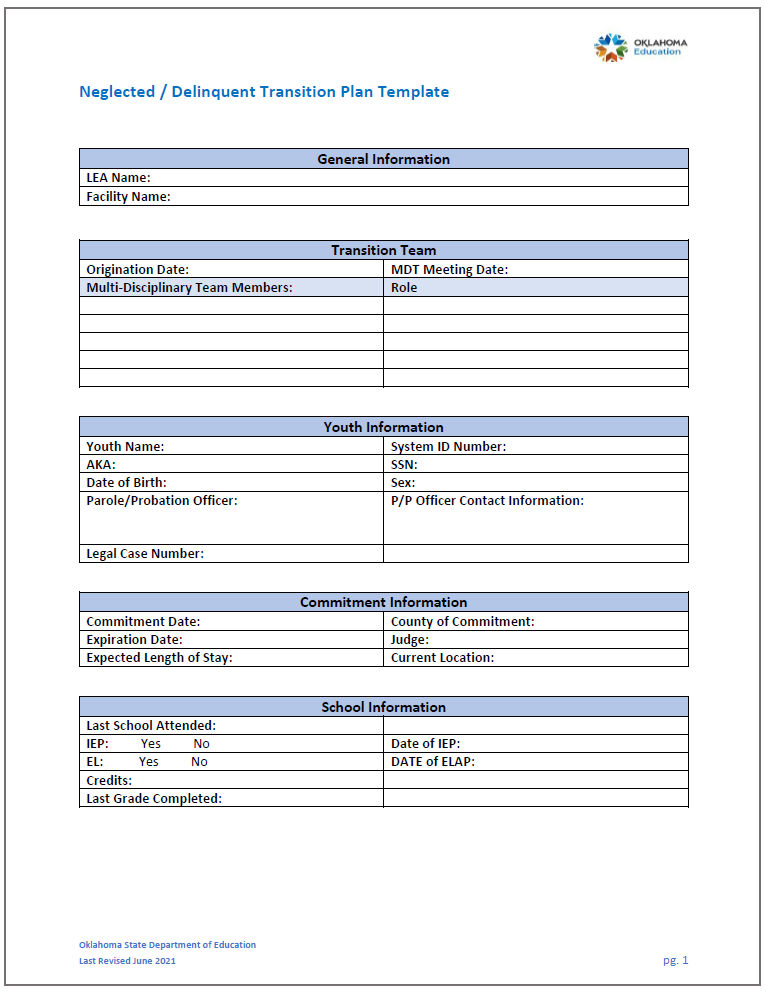 OKLAHOMA
Education
Neglected / Delinquent Transition Plan Template
General Information
LEA Name:
Facility Name:
Transition Team
Origination Date: MDT Meeting Date:
Multi-Disciplinary Team Members: Role
Youth Information
Youth Name: System ID Number:
AKA: SSN:
Date of Birth: Sex:
Parole/Probation Officer: P/P Officer Contact Information:
Legal Case Number:
Commitment Information
Commitment Date: County of Commitment:
Expiration Date: Judge:
Expected Length of Stay: Current Location:
School Information
Last School Attended:
IEP: Yes No Date of IEP:
EL: Yes No DATE of ELAP:
Credits:
Last Grade Completed:
Oklahoma State Department of Education
Last Revised June 2021 pg. 1